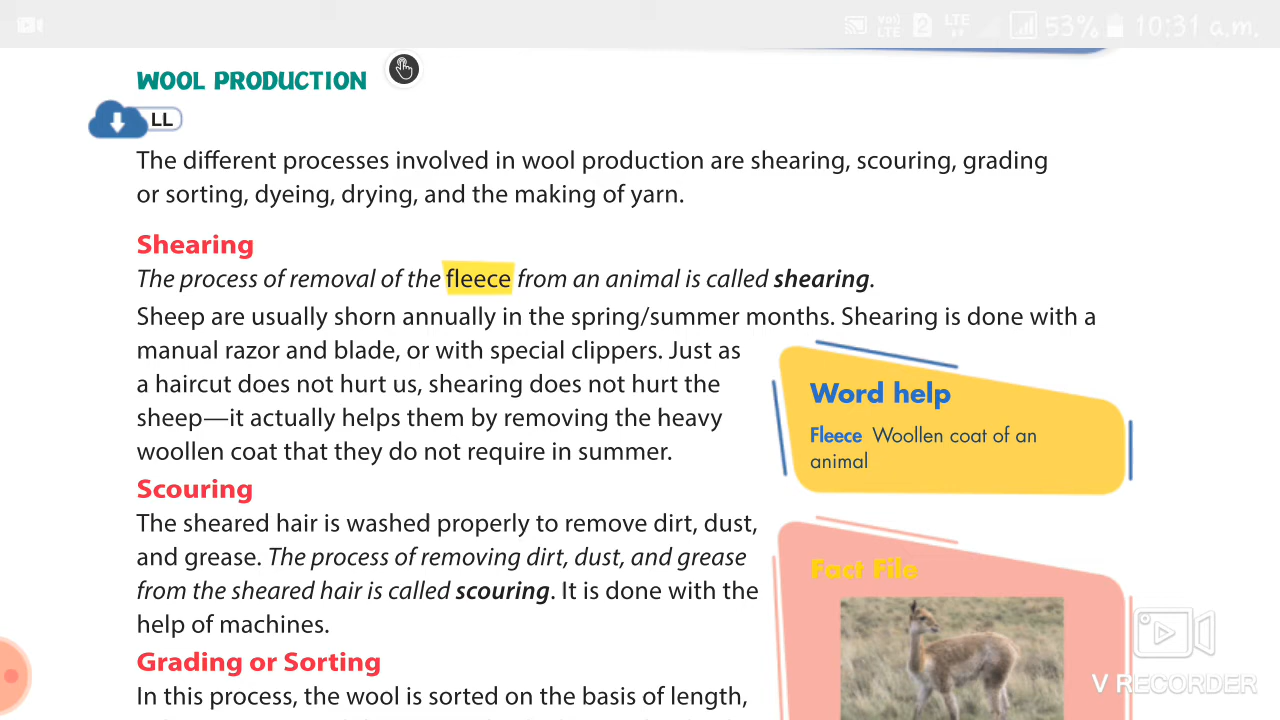 VoLTE LTE 53% 10:31 a.m.
WOOL PRODUCTION
LL
The different processes involved in wool production are shearing, scouring, grading
or sorting, dyeing, drying, and the making of yarn.
Shearing
The process of removal of the fleece from an animal is called shearing.
Sheep are usually shorn annually in the spring/summer months. Shearing is done with a
manual razor and blade, or with special clippers. Just as
a haircut does not hurt us, shearing does not hurt the
sheep—it actually helps them by removing the heavy
woollen coat that they do not require in summer.
Word help
Fleece Woollen coat of an
animal
Scouring
The sheared hair is washed properly to remove dirt, dust,
and grease. The process of removing dirt, dust, and grease
from the sheared hair is called scouring. It is done with the
help of machines.
Fact File
Grading or Sorting
In this process, the wool is sorted on the basis of length,
V RECORDER